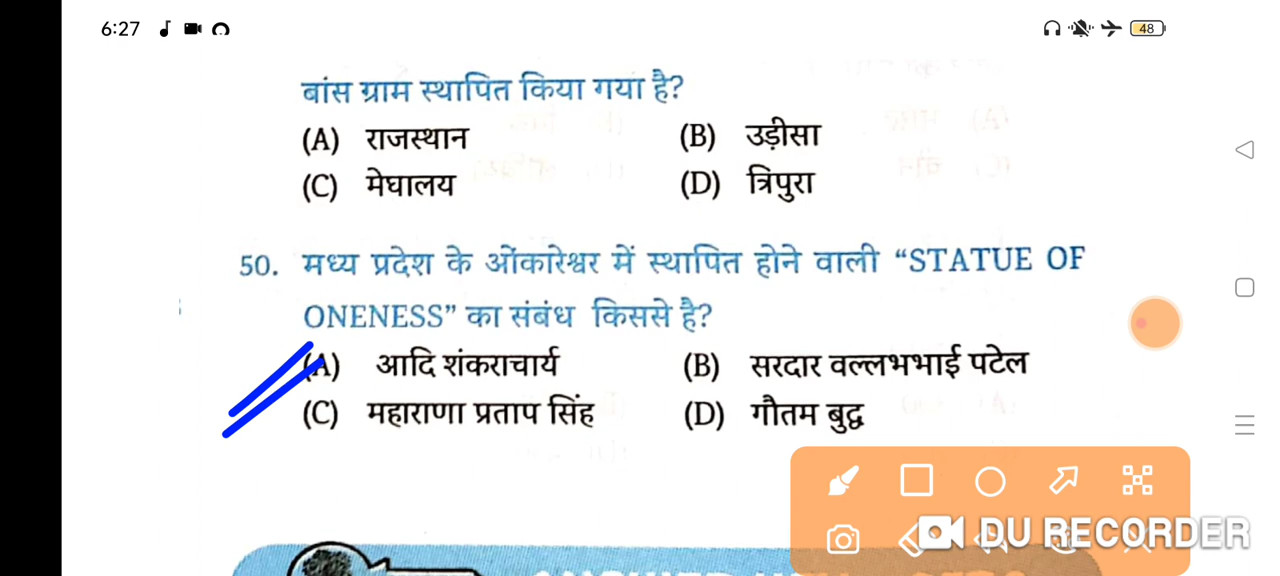 6:27 48
बांस ग्राम स्थापित किया गया है?
(A) राजस्थान (B) उड़ीसा
(C) मेघालय (D) त्रिपुरा
50. मध्य प्रदेश के ओंकारेश्वर में स्थापित होने वाली “STATUE OF
ONENESS” का संबंध किससे है?
(A) आदि शंकराचार्य (B) सरदार वल्लभभाई पटेल
(C) महाराणा प्रताप सिंह (D) गौतम बुद्ध
DU RECORDER